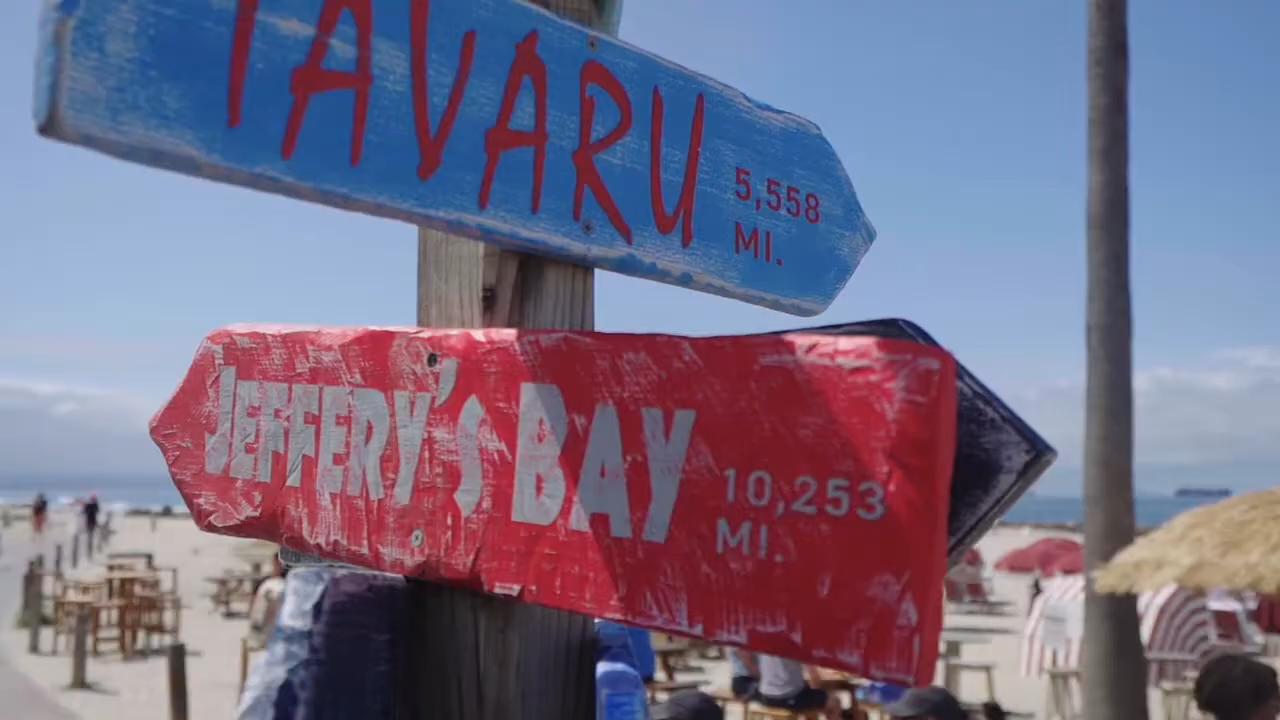 TAVARU
5,558
MI.
JEFFERY'S BAY
10,253
MI.